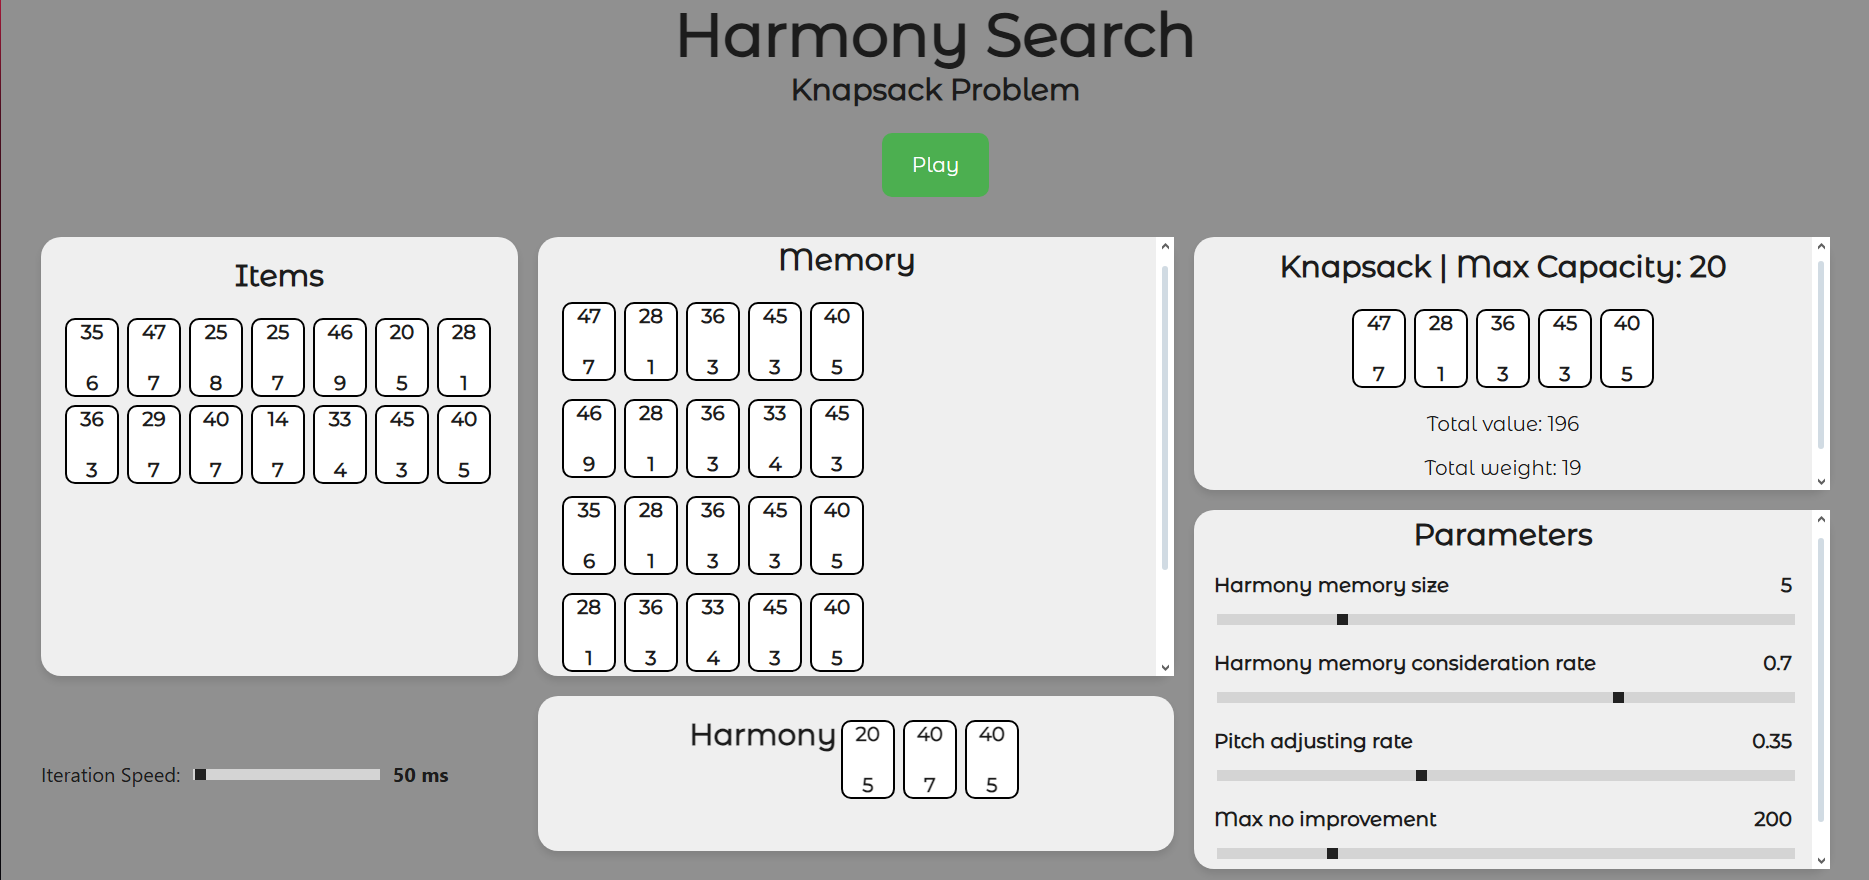 Harmony Search
Knapsack Problem
Play
Items
35 47 25 25 46 20 28
6 7 8 7 9 5 1
36 29 40 14 33 45 40
3 7 7 7 4 3 5
Iteration Speed: 50 ms
Memory
47 28 36 45 40
7 1 3 3 5
46 28 36 33 45
9 1 3 4 3
35 28 36 45 40
6 1 3 3 5
28 36 33 45 40
1 3 4 3 5
Harmony 20 40 40
5 7 5
Knapsack | Max Capacity: 20
47 28 36 45 40
7 1 3 3 5
Total value: 196
Total weight: 19
Parameters
Harmony memory size 5
Harmony memory consideration rate 0.7
Pitch adjusting rate 0.35
Max no improvement 200